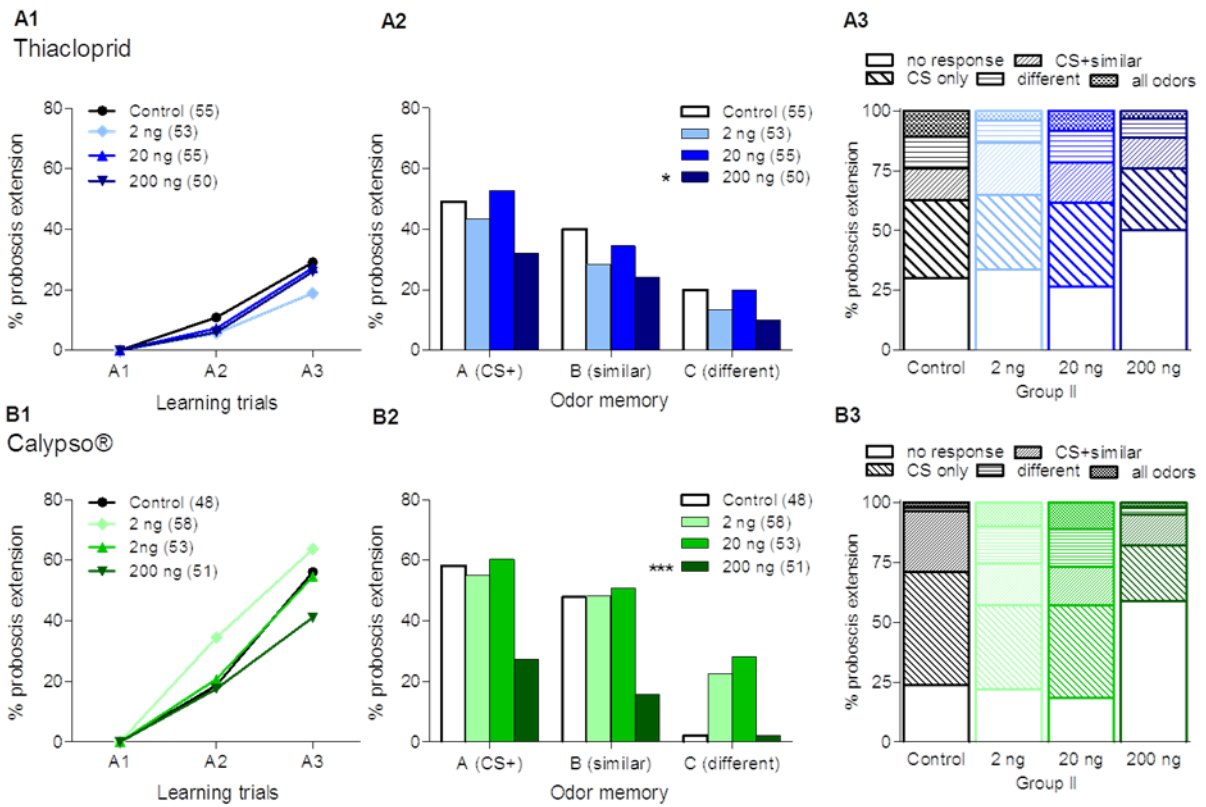 A1
Thiacloprid
Control (55)
2 ng (53)
20 ng (55)
200 ng (50)
% proboscis extension
80
60
40
20
0
A1 A2 A3
Learning trials
A2
Control (55)
2 ng (53)
20 ng (55)
* 200 ng (50)
% proboscis extension
80
60
40
20
0
A (CS+) B (similar) C (different)
Odor memory
A3
no response CS+similar
CS only different all odors
% proboscis extension
100
75
50
25
0
Control 2 ng 20 ng 200 ng
Group II
B1
Calypso®
Control (48)
2 ng (58)
2ng (53)
200 ng (51)
% proboscis extension
80
60
40
20
0
A1 A2 A3
Learning trials
B2
Control (48)
2 ng (58)
20 ng (53)
*** 200 ng (51)
% proboscis extension
80
60
40
20
0
A (CS+) B (similar) C (different)
Odor memory
B3
no response CS+similar
CS only different all odors
% proboscis extension
100
75
50
25
0
Control 2 ng 20 ng 200 ng
Group II